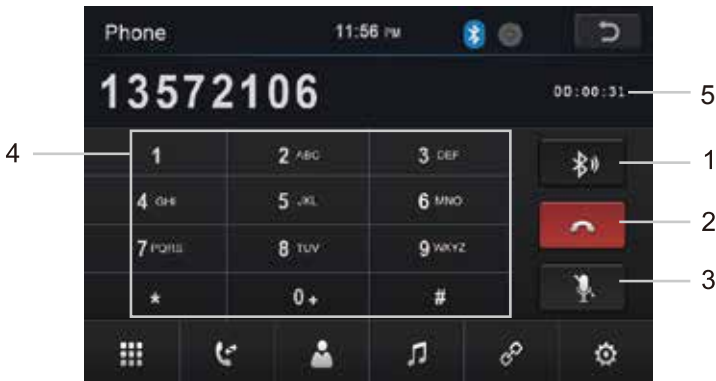 Phone 11:56 PM
13572106 00:00:31 5
4 1 2 ABC 3 DEF 1
4 GHI 5 JKL 6 MNO 2
7 PQRS 8 TUV 9 WXYZ
* 0 + # 3